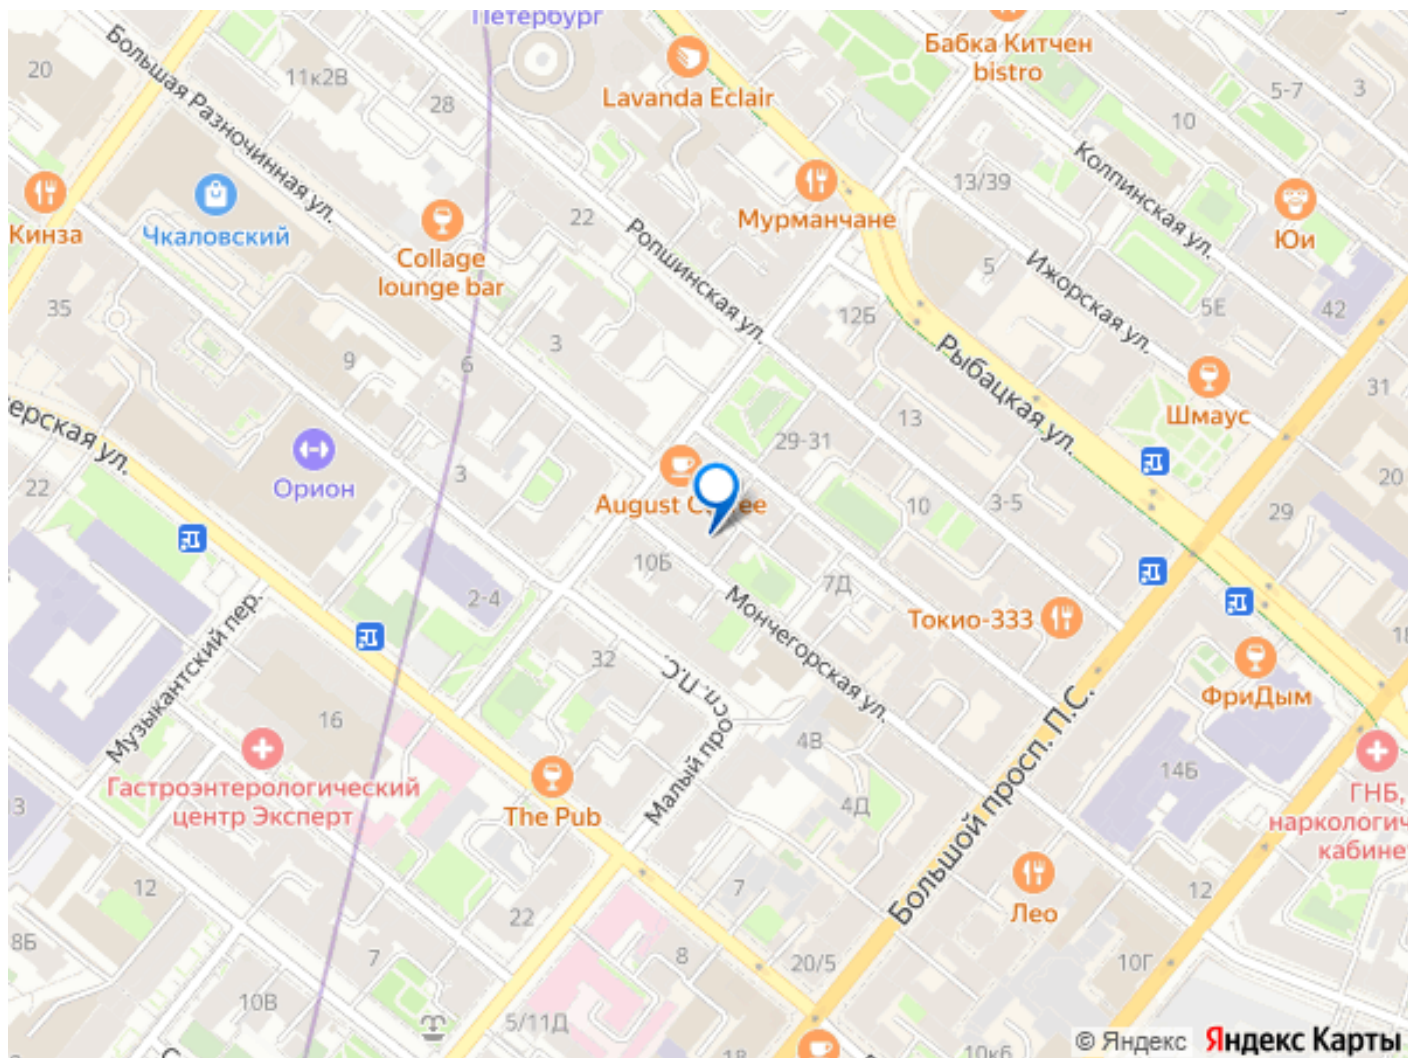 Петербург
Большая Разночинная ул.
20
11к2В
28
Lavanda Eclair
Бабка Китчен
bistro
5-7
3
10
Колпинская ул.
13/39
Мурманчане
Юи
Кинза
Чкаловский
Collage
lounge bar
22
Ропшинская ул.
5
Ижорская ул.
5Е
42
35
9
6
3
12Б
Рыбацкая ул.
Шмаус
31
ерская ул.
22
Орион
3
August C
ee
29-31
13
10
3-5
29
20
2-4
10Б
7Д
Мончегорская ул.
Токио-333
18
ФриДым
Музыкантский пер.
32
Малый просп. П.С.
16
Гастроэнтерологический
центр Эксперт
The Pub
3
4В
4Д
Большой просп. П.С.
14Б
ГНБ,
наркологич
кабине
Лео
12
12
7
22
8Б
7
8
20/5
10Г
10В
5/11Д
18
10к6
© Яндекс
Яндекс Карты